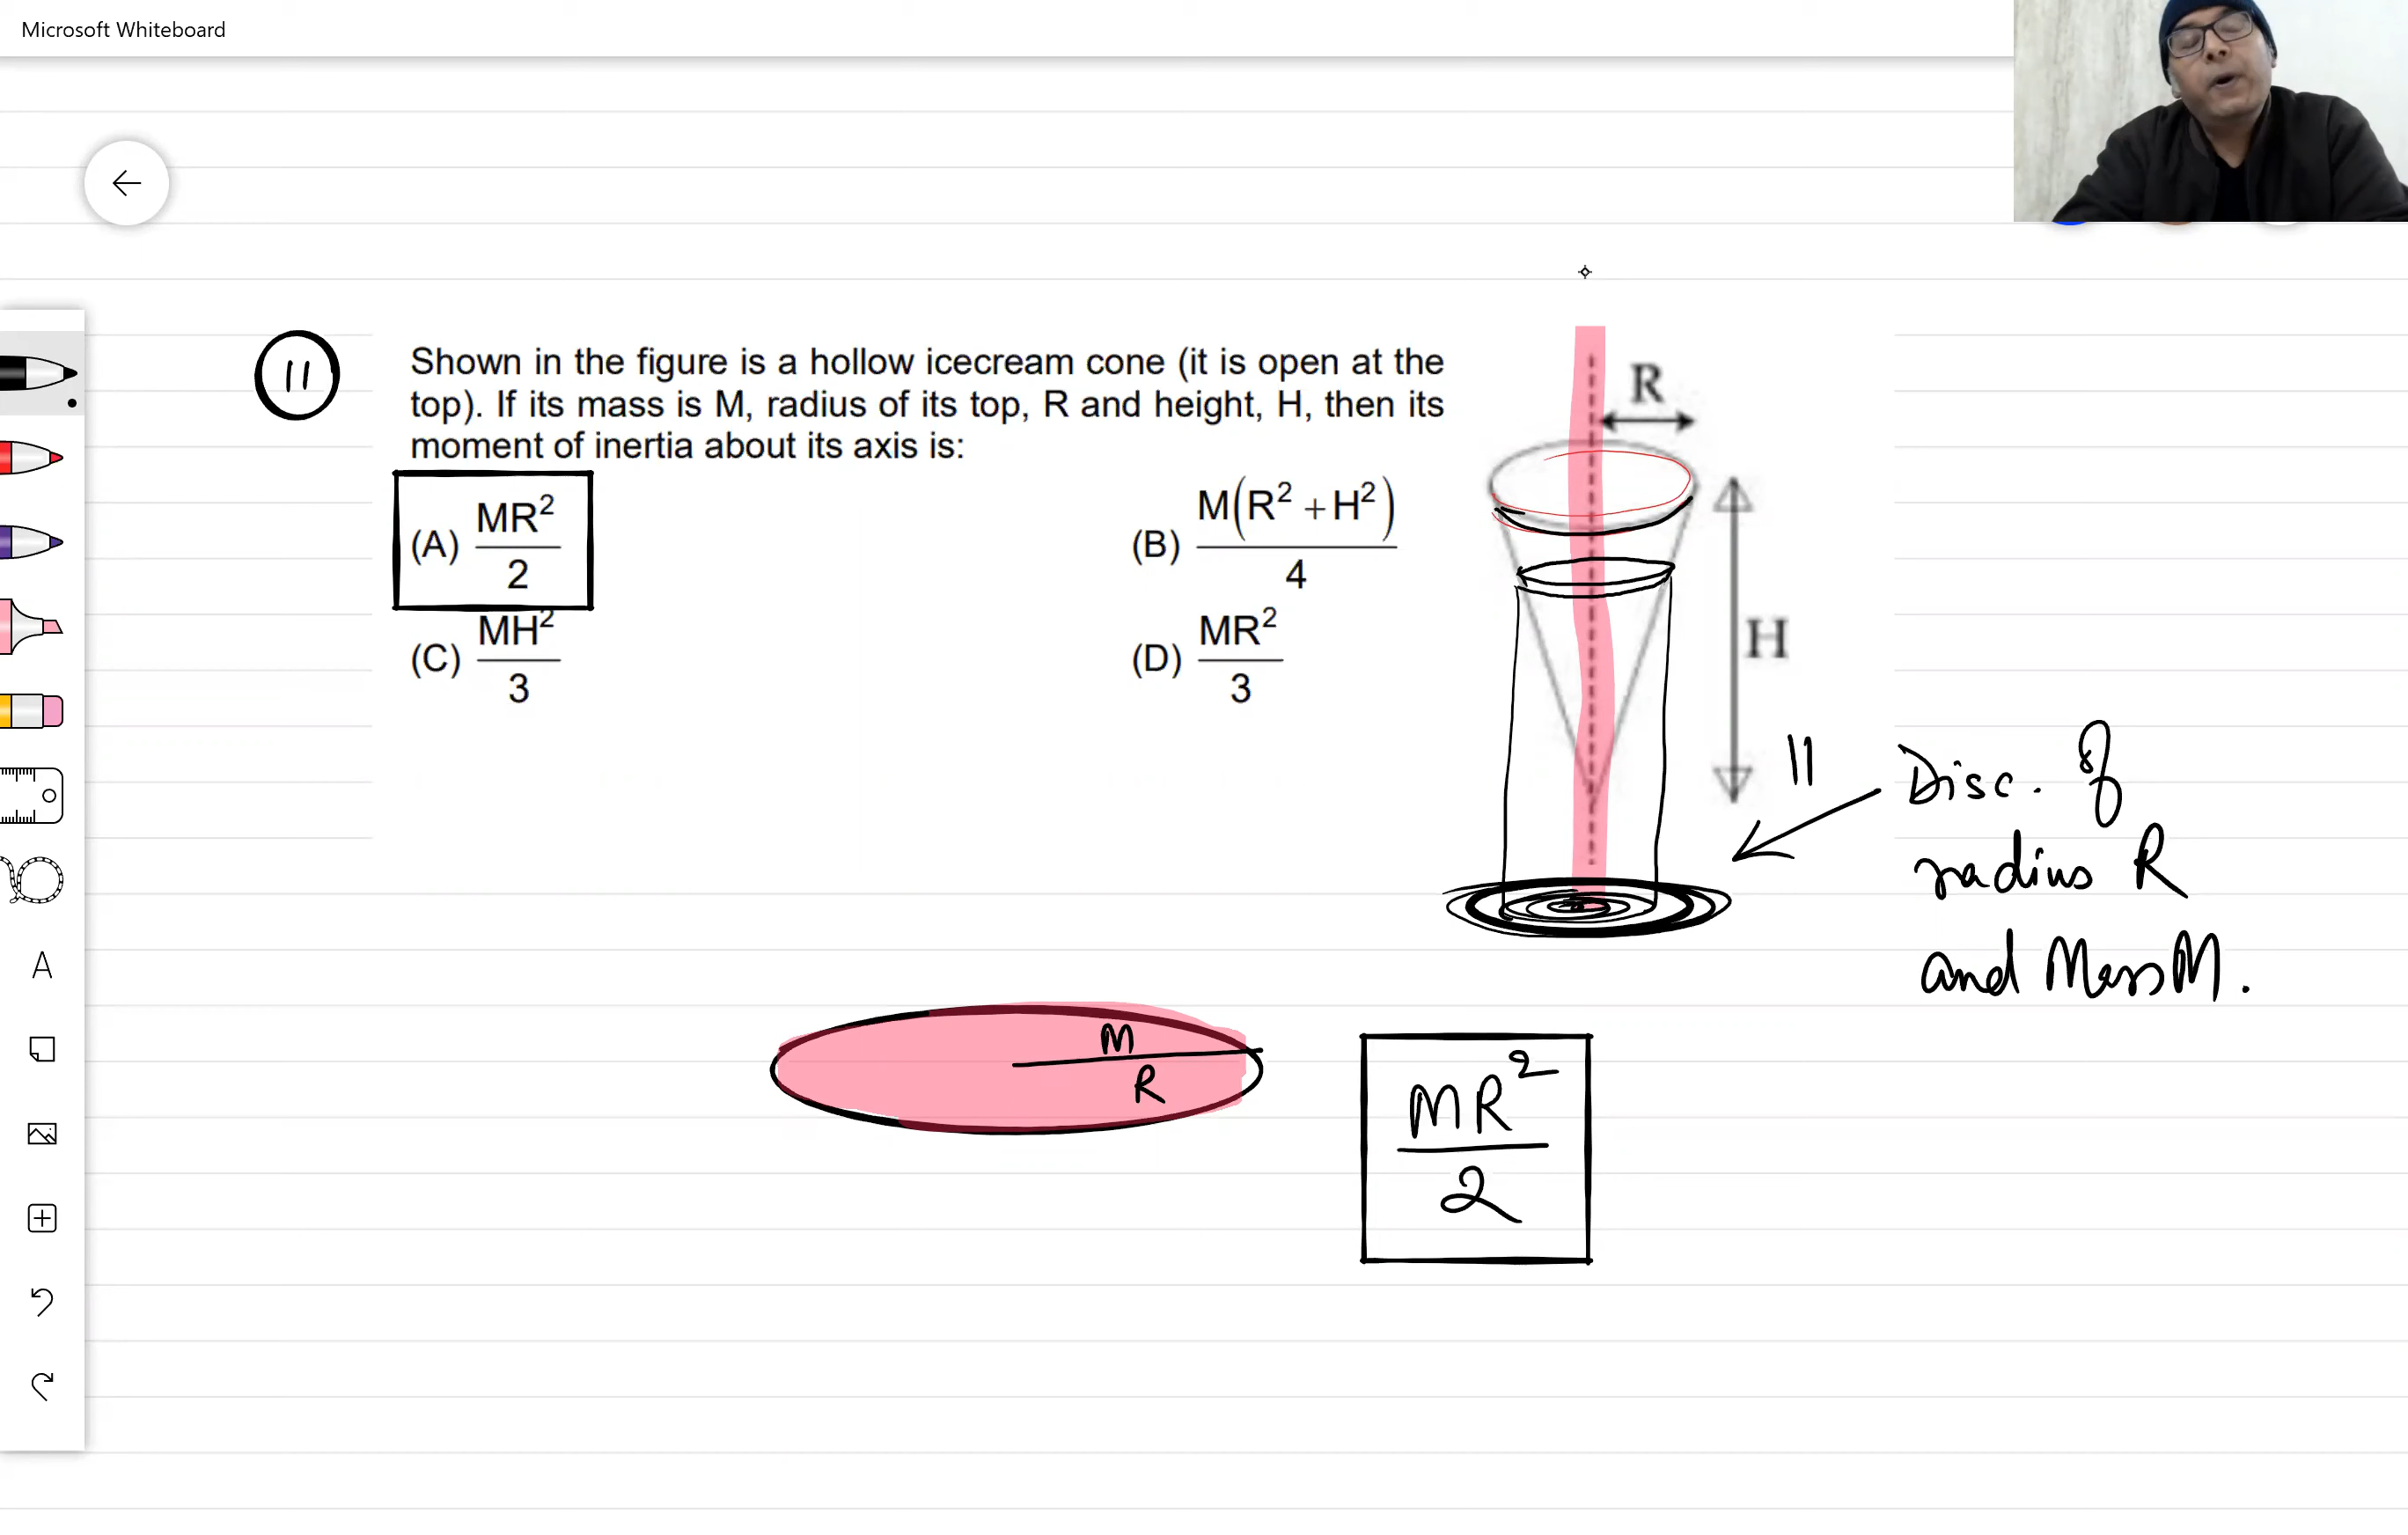 Microsoft Whiteboard
11
Shown in the figure is a hollow icecream cone (it is open at the
top). If its mass is M, radius of its top, R and height, H, then its
moment of inertia about its axis is:
(A) MR²/2
(B) M(R² + H²)/4
(C) MH²/3
(D) MR²/3
R
H
11
Disc. of
radius R
and Mass M.
M
R
MR²/2
A